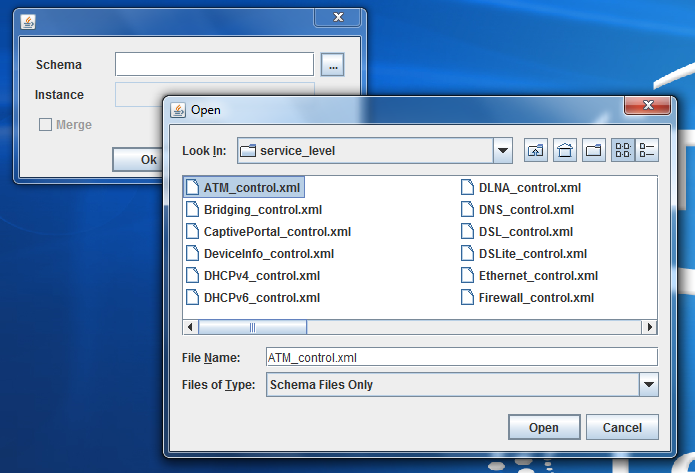 Schema
...
Instance
Merge
Ok
Open
Look In:
service_level
ATM_control.xml
Bridging_control.xml
CaptivePortal_control.xml
DeviceInfo_control.xml
DHCPv4_control.xml
DHCPv6_control.xml
DLNA_control.xml
DNS_control.xml
DSL_control.xml
DSLite_control.xml
Ethernet_control.xml
Firewall_control.xml
File Name: ATM_control.xml
Files of Type: Schema Files Only
Open
Cancel